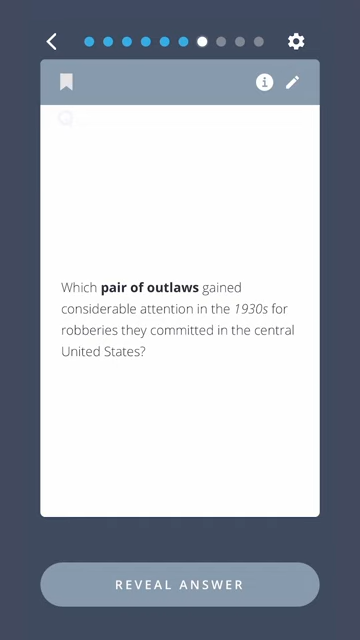 Which pair of outlaws gained
considerable attention in the 1930s for
robberies they committed in the central
United States?
REVEAL ANSWER